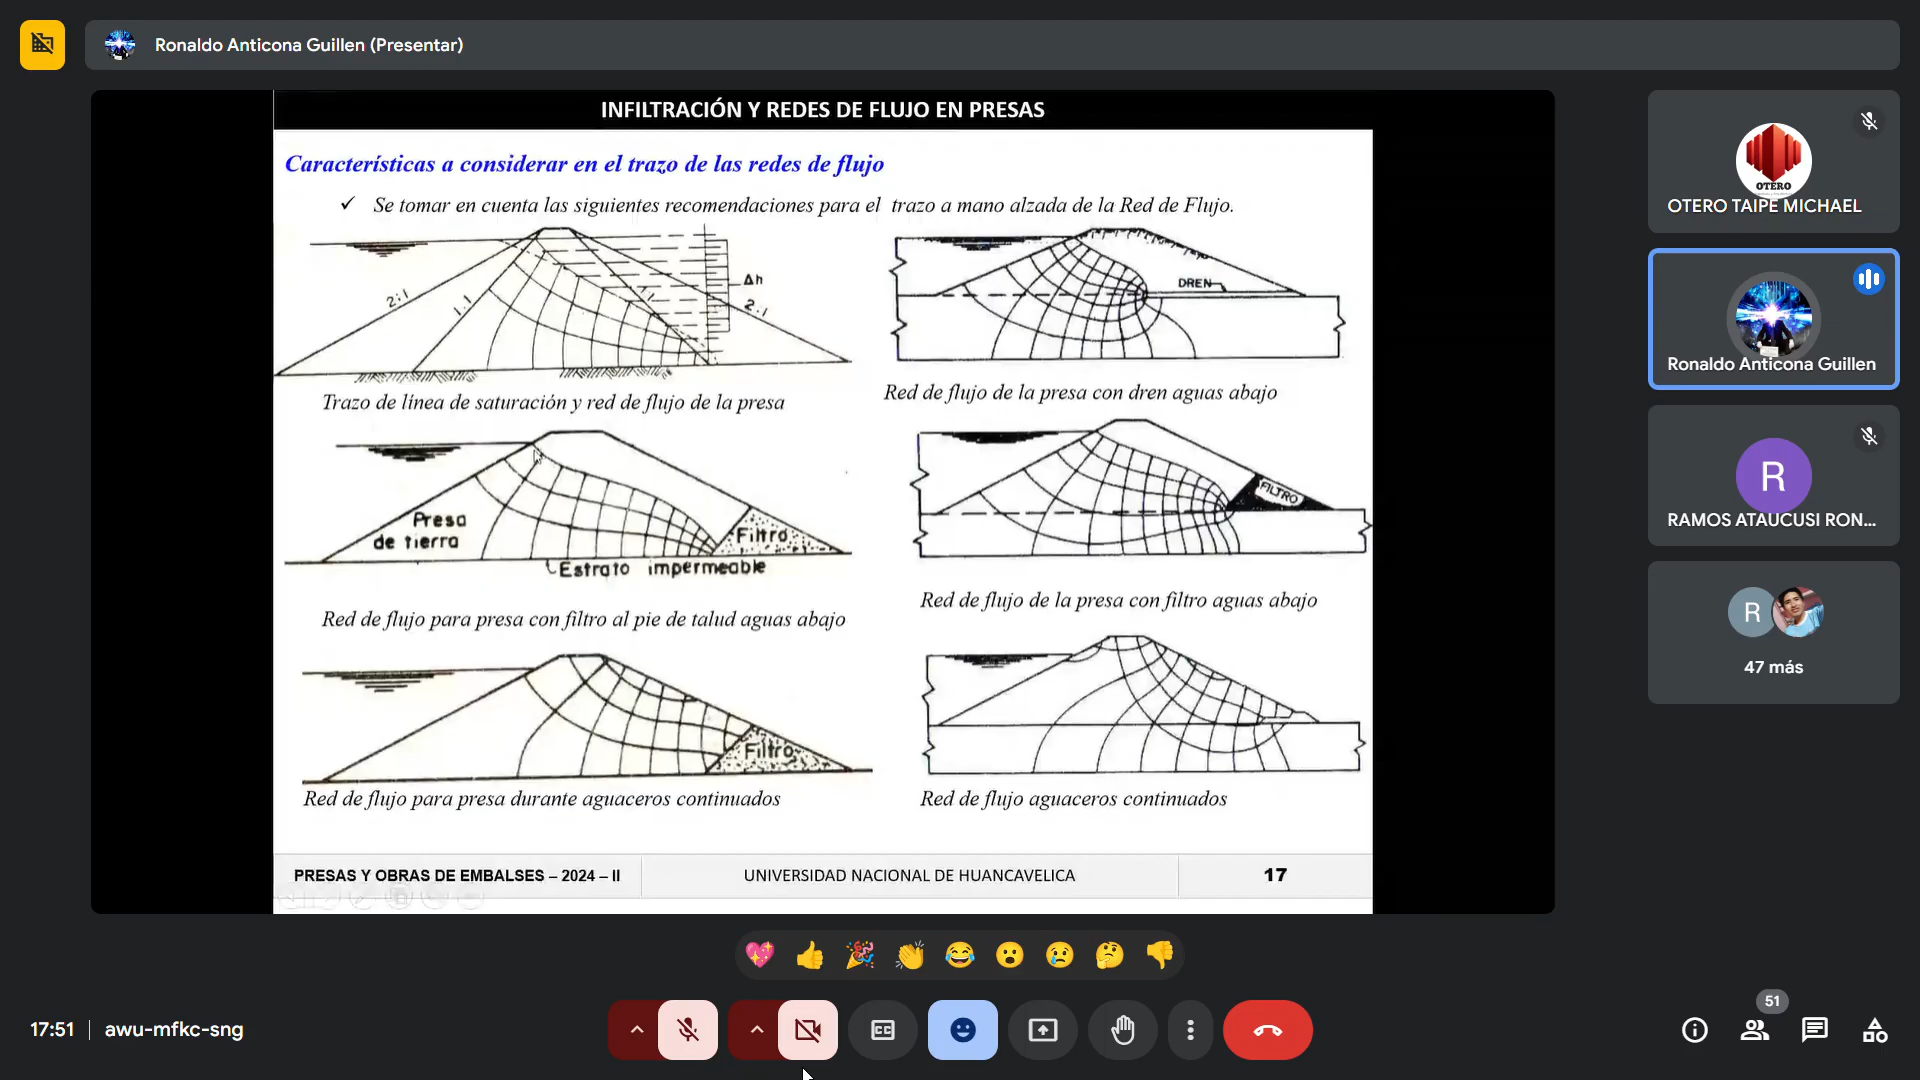 Ronaldo Anticona Guillen (Presentar)
INFILTRACIÓN Y REDES DE FLUJO EN PRESAS
Características a considerar en el trazo de las redes de flujo
✓ Se tomar en cuenta las siguientes recomendaciones para el trazo a mano alzada de la Red de Flujo.
2:1
1:1
1:1
Δh
2:1
DREN
Trazo de línea de saturación y red de flujo de la presa
Red de flujo de la presa con dren aguas abajo
Presa
de tierra
Filtro
Estrato impermeable
FILTRO
Red de flujo para presa con filtro al pie de talud aguas abajo
Red de flujo de la presa con filtro aguas abajo
Filtro
Red de flujo para presa durante aguaceros continuados
Red de flujo aguaceros continuados
PRESAS Y OBRAS DE EMBALSES – 2024 – II
UNIVERSIDAD NACIONAL DE HUANCAVELICA
17
OTERO
OTERO TAIPE MICHAEL
Ronaldo Anticona Guillen
R
RAMOS ATAUCUSI RON...
R
47 más
17:51
awu-mfkc-sng
CC
51